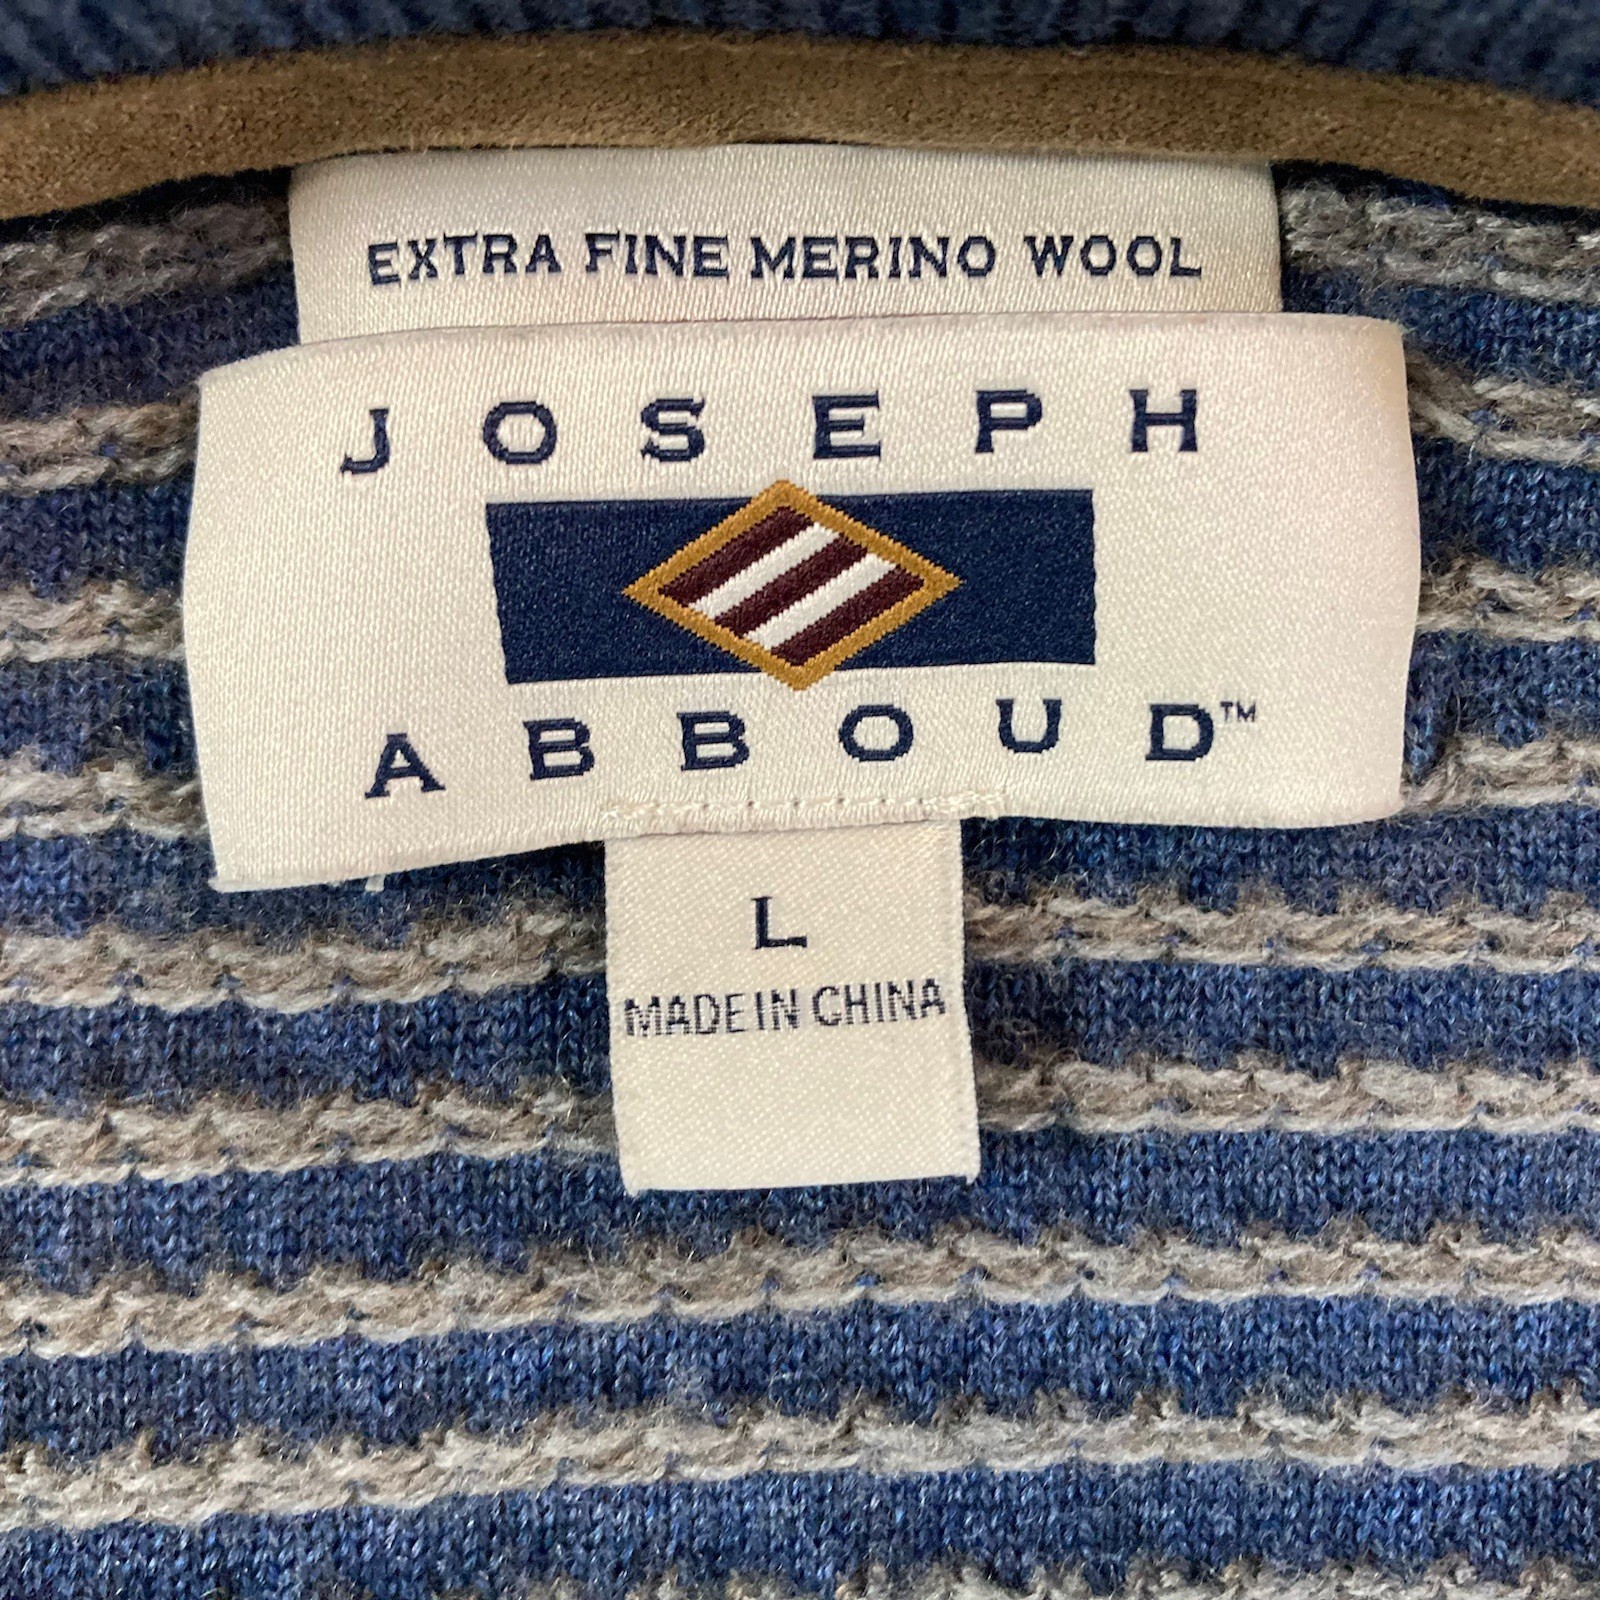 EXTRA FINE MERINO WOOL
JOSEPH
ABBOUD™
L
MADE IN CHINA